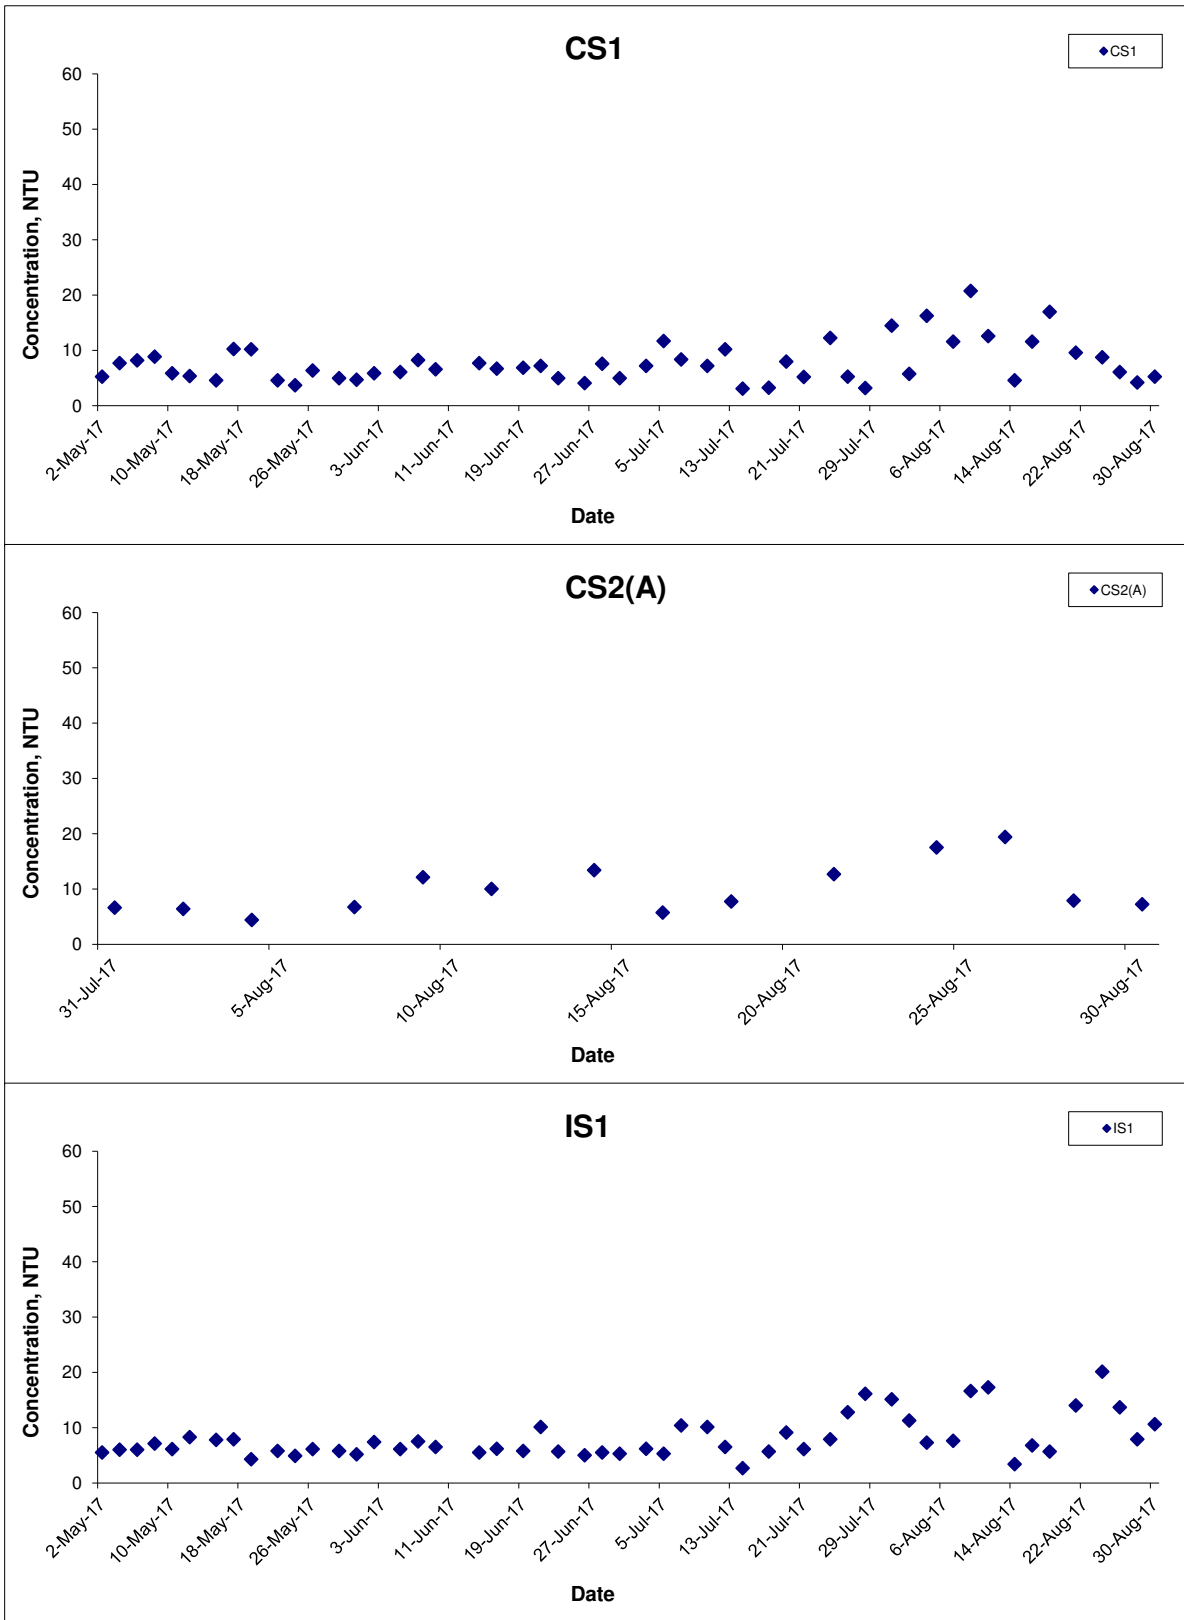 CS1
CS1
60
50
40
30
20
10
0
Concentration, NTU
2-May-17
10-May-17
18-May-17
26-May-17
3-Jun-17
11-Jun-17
19-Jun-17
27-Jun-17
5-Jul-17
13-Jul-17
21-Jul-17
29-Jul-17
6-Aug-17
14-Aug-17
22-Aug-17
30-Aug-17
Date
CS2(A)
CS2(A)
60
50
40
30
20
10
0
Concentration, NTU
31-Jul-17
5-Aug-17
10-Aug-17
15-Aug-17
20-Aug-17
25-Aug-17
30-Aug-17
Date
IS1
IS1
60
50
40
30
20
10
0
Concentration, NTU
2-May-17
10-May-17
18-May-17
26-May-17
3-Jun-17
11-Jun-17
19-Jun-17
27-Jun-17
5-Jul-17
13-Jul-17
21-Jul-17
29-Jul-17
6-Aug-17
14-Aug-17
22-Aug-17
30-Aug-17
Date